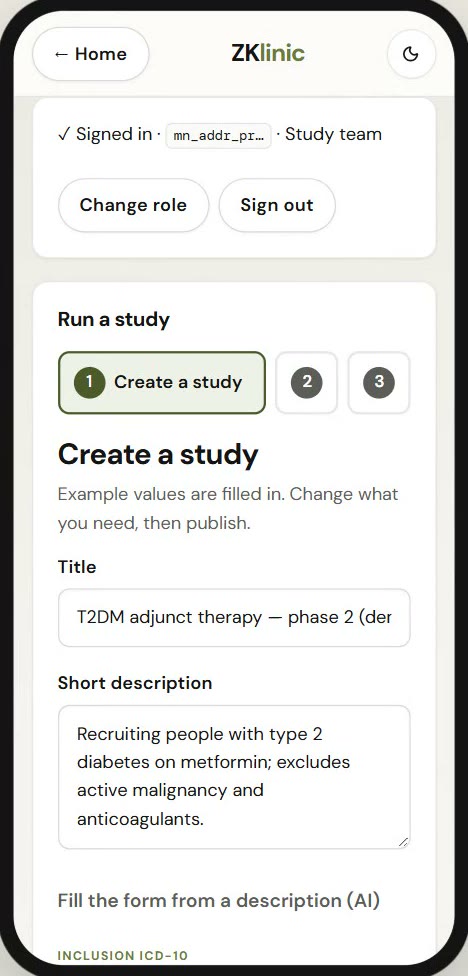 ← Home
ZKlinic
✓ Signed in · mn_addr_pr… · Study team
Change role
Sign out
Run a study
1 Create a study
2
3
Create a study
Example values are filled in. Change what
you need, then publish.
Title
T2DM adjunct therapy — phase 2 (der
Short description
Recruiting people with type 2
diabetes on metformin; excludes
active malignancy and
anticoagulants.
Fill the form from a description (AI)
INCLUSION ICD-10